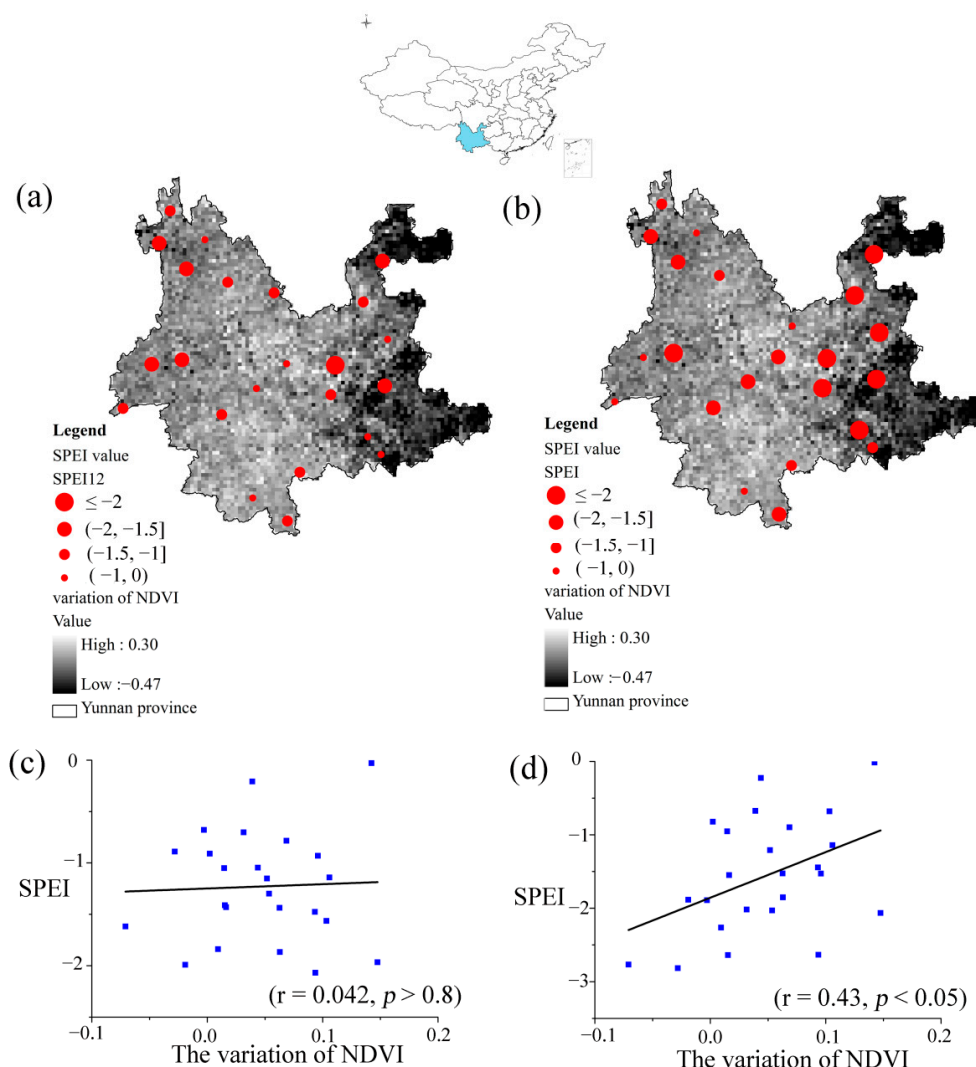 (a)
(b)
Legend
SPEI value
SPEI12
≤ −2
(−2, −1.5]
(−1.5, −1]
( −1, 0)
variation of NDVI
Value
High : 0.30
Low :−0.47
Yunnan province
Legend
SPEI value
SPEI
≤ −2
(−2, −1.5]
(−1.5, −1]
(−1, 0)
variation of NDVI
Value
High : 0.30
Low :−0.47
Yunnan province
(c)
0
−1
−2
SPEI
(r = 0.042, p > 0.8)
−0.1
0.0
0.1
0.2
The variation of NDVI
(d)
0
−1
−2
−3
SPEI
(r = 0.43, p < 0.05)
−0.1
0.0
0.1
0.2
The variation of NDVI